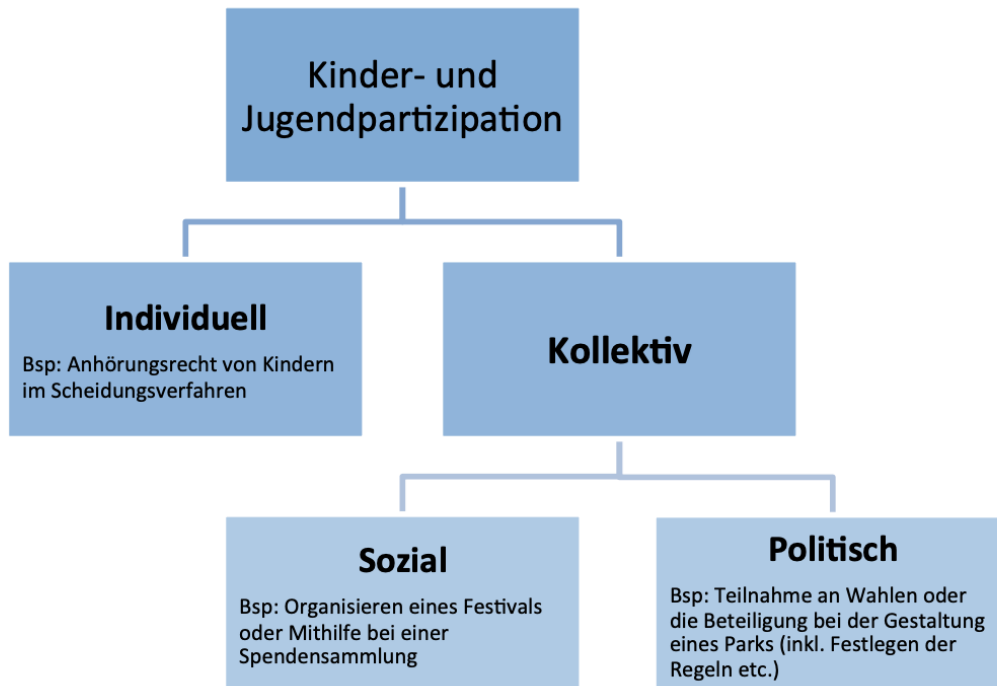 Kinder- und
Jugendpartizipation
Individuell
Bsp: Anhörungsrecht von Kindern
im Scheidungsverfahren
Kollektiv
Sozial
Bsp: Organisieren eines Festivals
oder Mithilfe bei einer
Spendensammlung
Politisch
Bsp: Teilnahme an Wahlen oder
die Beteiligung bei der Gestaltung
eines Parks (inkl. Festlegen der
Regeln etc.)